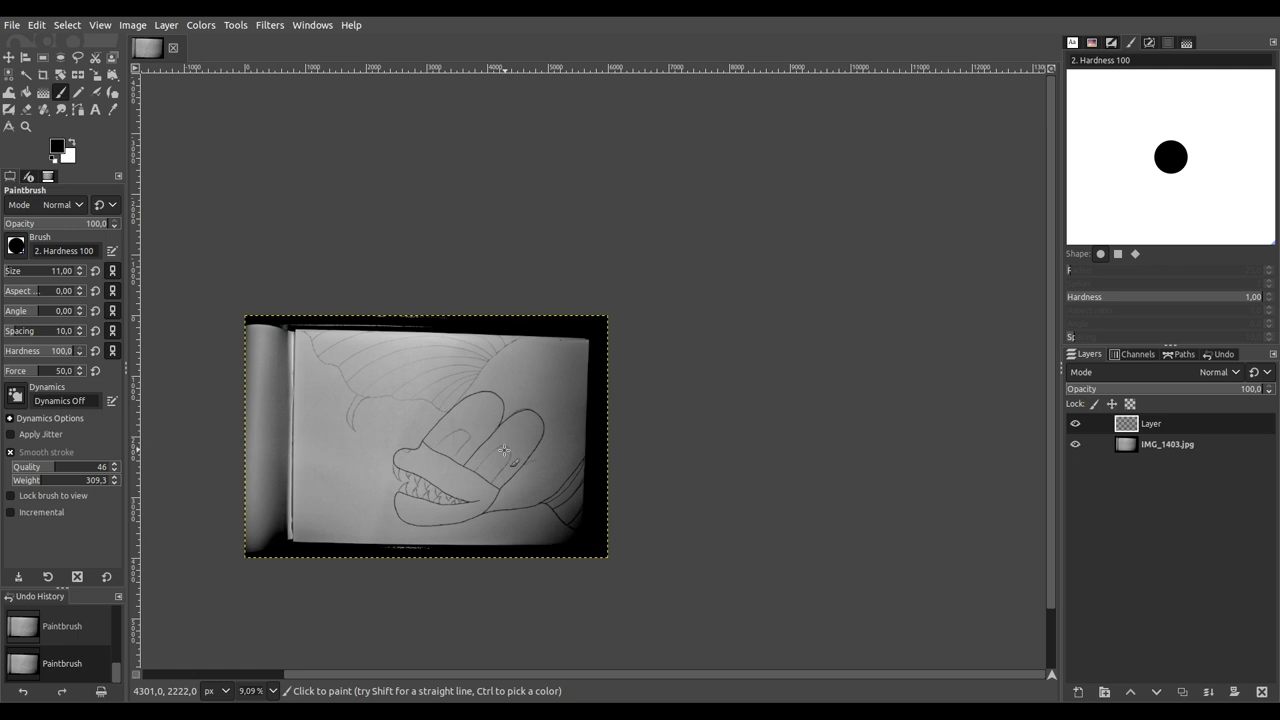 File Edit Select View Image Layer Colors Tools Filters Windows Help
2. Hardness 100
Paintbrush
Mode Normal
Opacity 100,0
Brush
2. Hardness 100
Size 11,00
Aspect ... 0,00
Angle 0,00
Spacing 10,0
Hardness 100,0
Force 50,0
Dynamics
Dynamics Off
Dynamics Options
Apply Jitter
Smooth stroke
Quality 46
Weight 309,3
Lock brush to view
Incremental
Undo History
Paintbrush
Paintbrush
4301,0, 2222,0 px 9,09 % Click to paint (try Shift for a straight line, Ctrl to pick a color)
Shape:
Hardness 1,00
Layers Channels Paths Undo
Mode Normal
Opacity 100,0
Lock:
Layer
IMG_1403.jpg